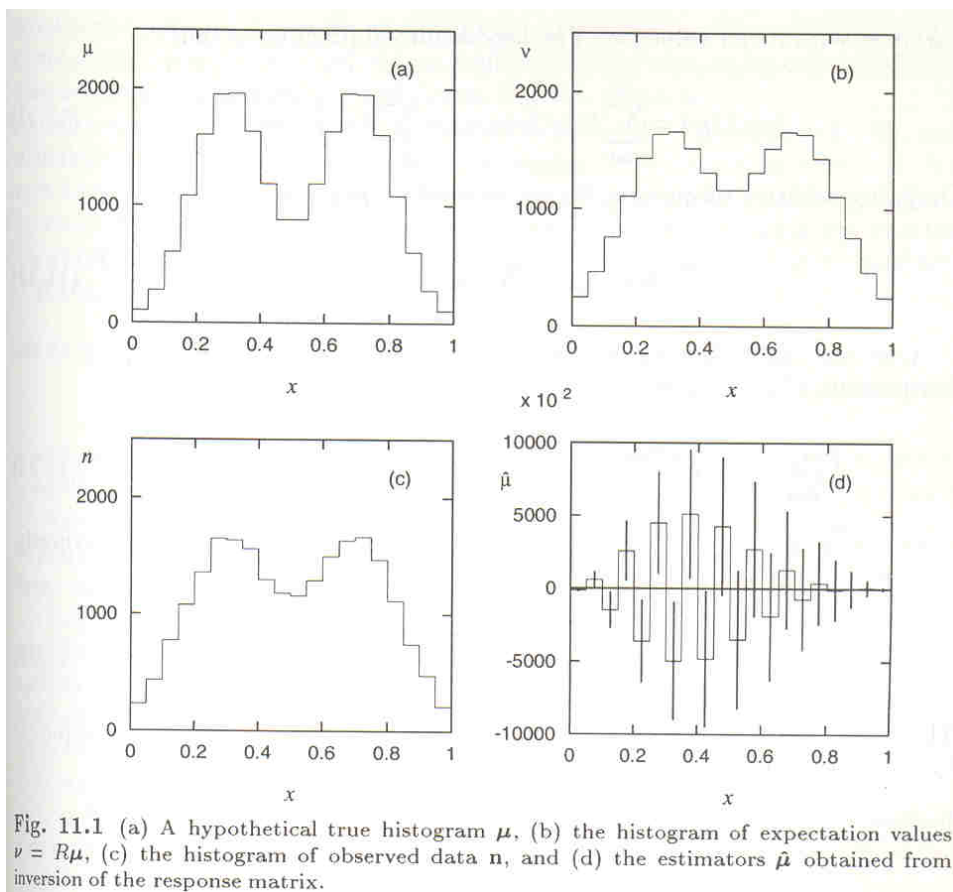 μ
(a)
2000
1000
0
0 0.2 0.4 0.6 0.8 1
x
ν
(b)
2000
1000
0
0 0.2 0.4 0.6 0.8 1
x
n
(c)
2000
1000
0
0 0.2 0.4 0.6 0.8 1
x
x 10²
10000
μ̂
(d)
5000
0
-5000
-10000
0 0.2 0.4 0.6 0.8 1
x
Fig. 11.1 (a) A hypothetical true histogram μ, (b) the histogram of expectation values
ν = Rμ, (c) the histogram of observed data n, and (d) the estimators μ̂ obtained from
inversion of the response matrix.